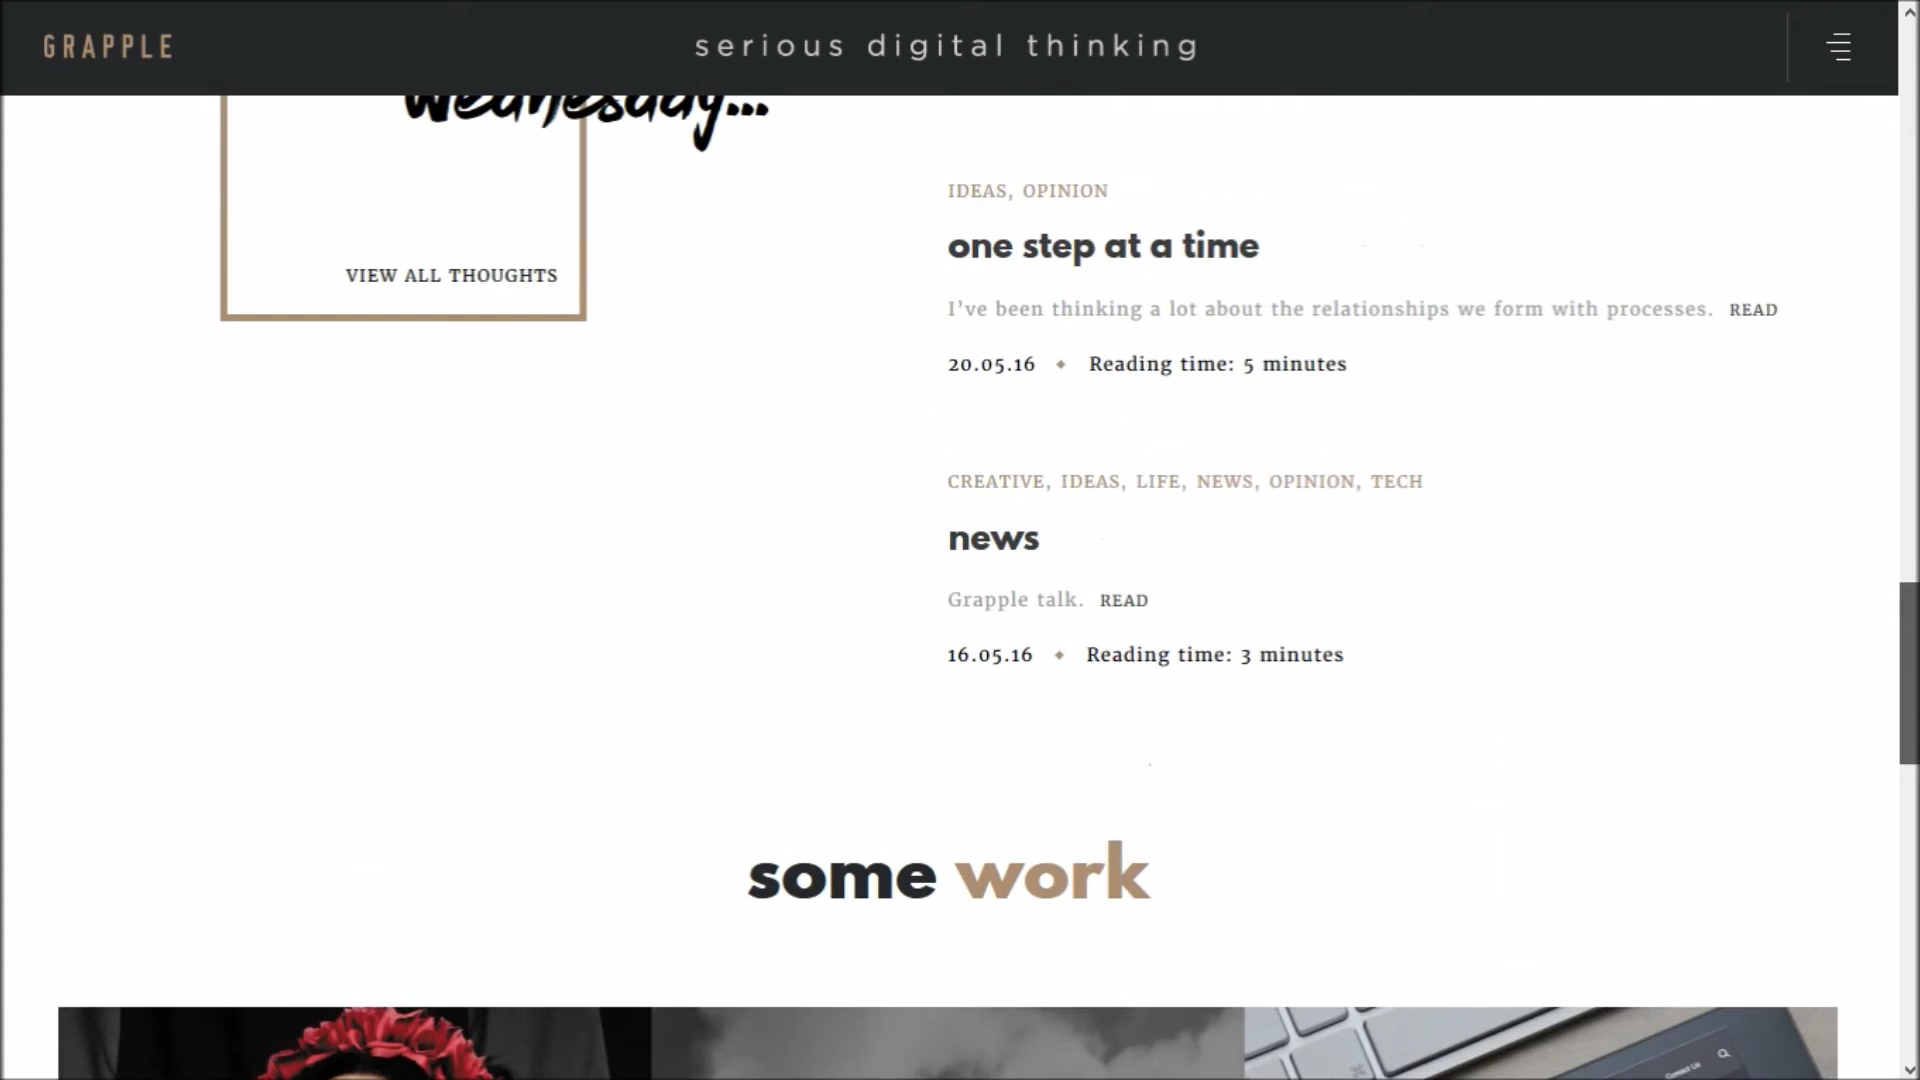 GRAPPLE
serious digital thinking
Wednesday...
VIEW ALL THOUGHTS
IDEAS, OPINION
one step at a time
I've been thinking a lot about the relationships we form with processes. READ
20.05.16 ◆ Reading time: 5 minutes
CREATIVE, IDEAS, LIFE, NEWS, OPINION, TECH
news
Grapple talk. READ
16.05.16 ◆ Reading time: 3 minutes
some work
Contact Us